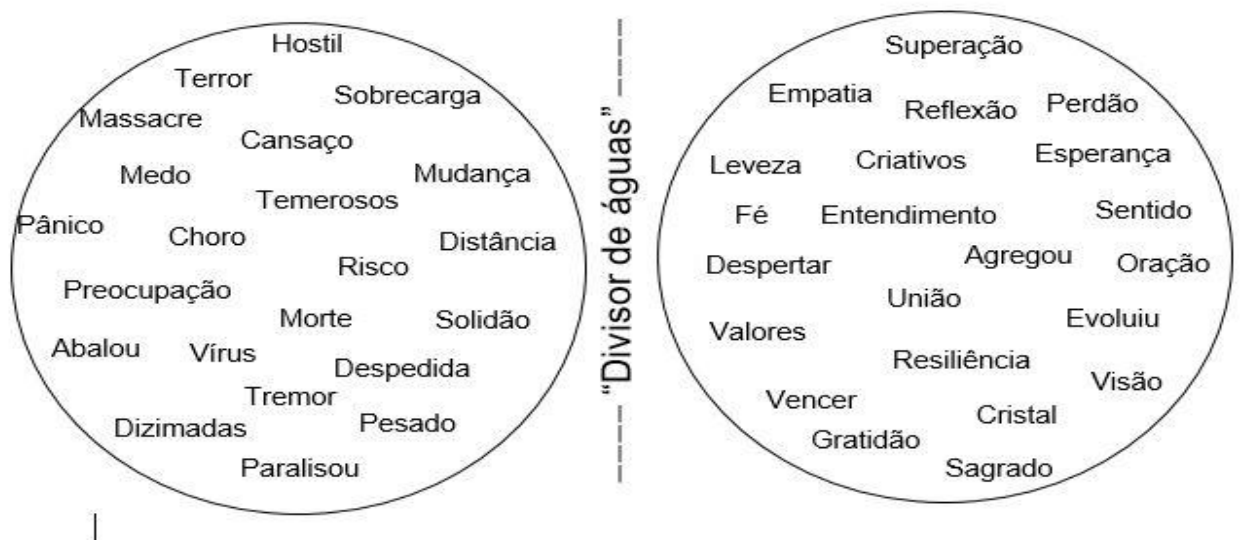 Hostil
Terror
Sobrecarga
Massacre
Cansaço
Medo
Mudança
Temerosos
Pânico
Choro
Distância
Risco
Preocupação
Morte
Solidão
Abalou
Vírus
Despedida
Tremor
Dizimadas
Pesado
Paralisou
----- “Divisor de águas” -----
Superação
Empatia
Reflexão
Perdão
Leveza
Criativos
Esperança
Fé
Entendimento
Sentido
Despertar
Agregou
Oração
União
Valores
Evoluiu
Resiliência
Visão
Vencer
Cristal
Gratidão
Sagrado